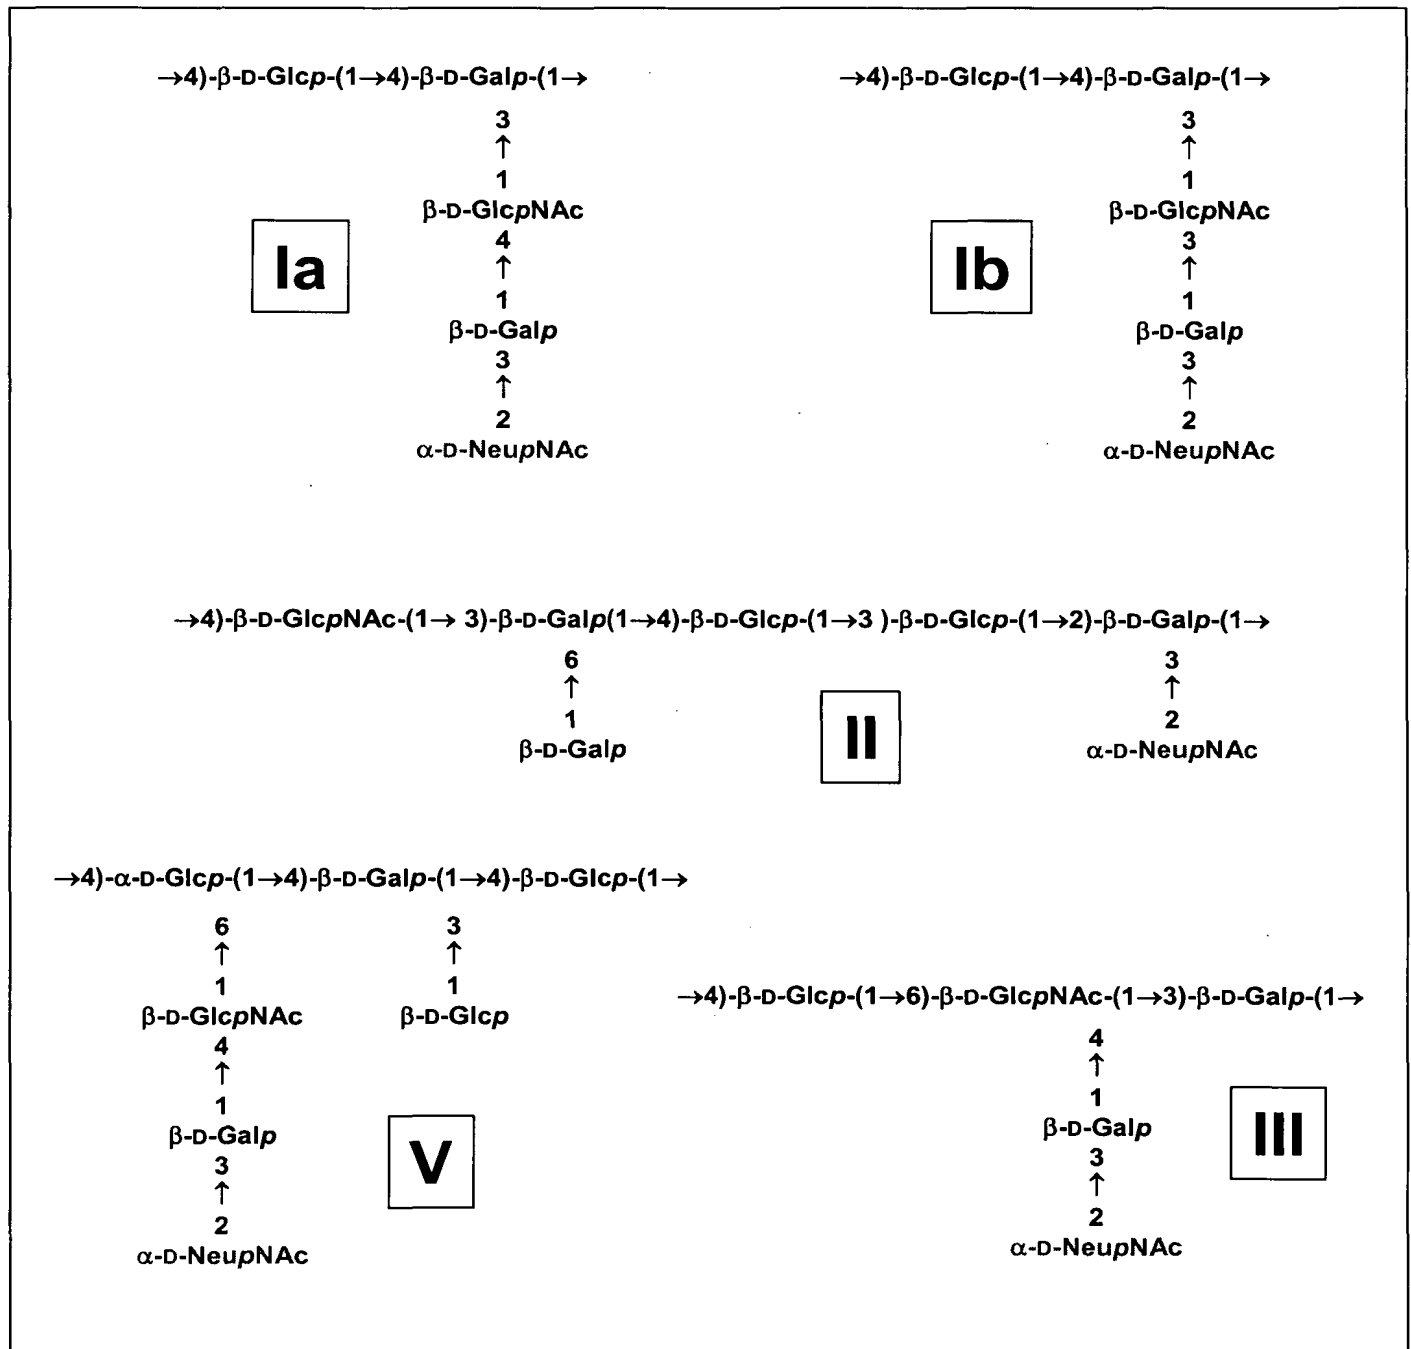 →4)-β-D-Glcp-(1→4)-β-D-Galp-(1→
3
↑
1
β-D-GlcpNAc
4
↑
1
β-D-Galp
3
↑
2
α-D-NeupNAc
Ia
→4)-β-D-Glcp-(1→4)-β-D-Galp-(1→
3
↑
1
β-D-GlcpNAc
3
↑
1
β-D-Galp
3
↑
2
α-D-NeupNAc
Ib
→4)-β-D-GlcpNAc-(1→ 3)-β-D-Galp(1→4)-β-D-Glcp-(1→3 )-β-D-Glcp-(1→2)-β-D-Galp-(1→
6
↑
1
β-D-Galp
3
↑
2
α-D-NeupNAc
II
→4)-α-D-Glcp-(1→4)-β-D-Galp-(1→4)-β-D-Glcp-(1→
6
↑
1
β-D-GlcpNAc
4
↑
1
β-D-Galp
3
↑
2
α-D-NeupNAc
3
↑
1
β-D-Glcp
V
→4)-β-D-Glcp-(1→6)-β-D-GlcpNAc-(1→3)-β-D-Galp-(1→
4
↑
1
β-D-Galp
3
↑
2
α-D-NeupNAc
III